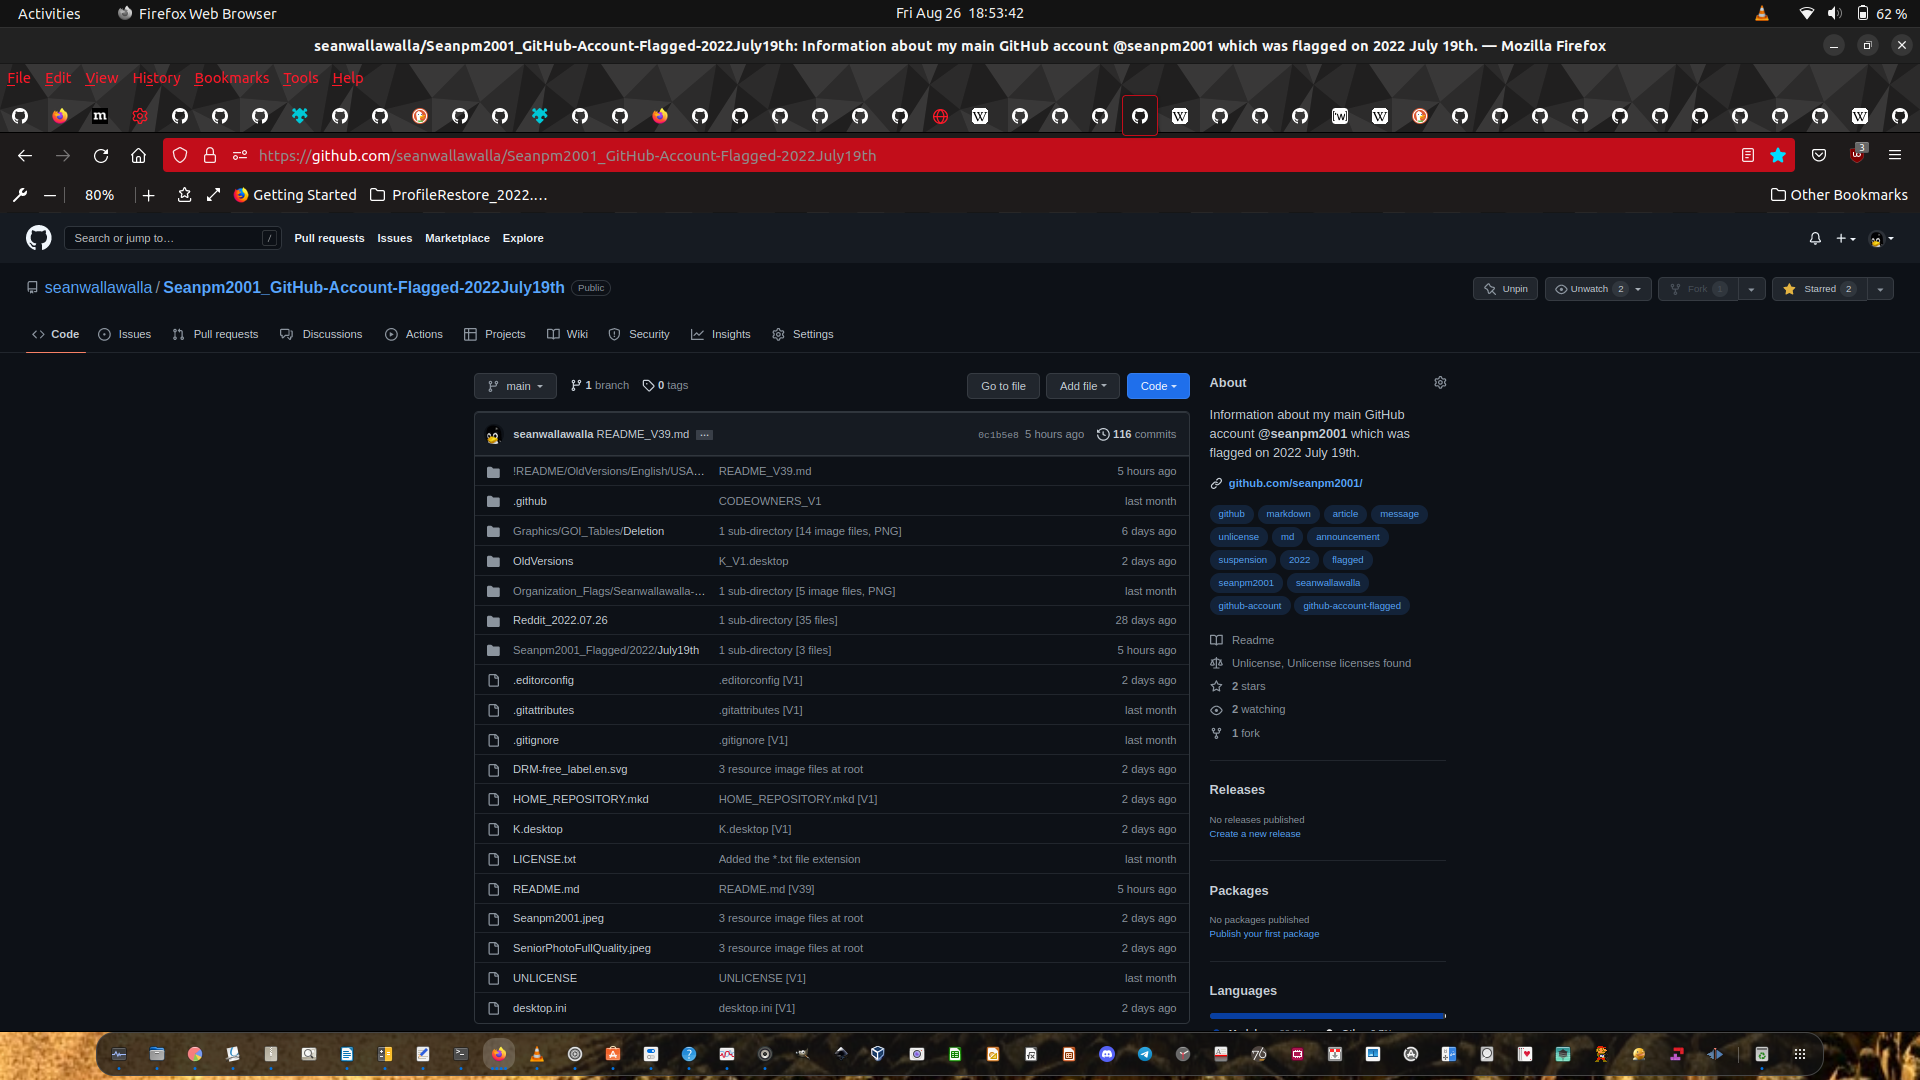 Activities Firefox Web Browser Fri Aug 26 18:53:42 62 %
seanwallawalla/Seanpm2001_GitHub-Account-Flagged-2022July19th: Information about my main GitHub account @seanpm2001 which was flagged on 2022 July 19th. — Mozilla Firefox
File Edit View History Bookmarks Tools Help
https://github.com/seanwallawalla/Seanpm2001_GitHub-Account-Flagged-2022July19th 3
80% Getting Started ProfileRestore_2022.… Other Bookmarks
Search or jump to… / Pull requests Issues Marketplace Explore
seanwallawalla / Seanpm2001_GitHub-Account-Flagged-2022July19th Public Unpin Unwatch 2 Fork 1 Starred 2
Code Issues Pull requests Discussions Actions Projects Wiki Security Insights Settings
main 1 branch 0 tags Go to file Add file Code
seanwallawalla README_V39.md … 0c1b5e8 5 hours ago 116 commits
!README/OldVersions/English/USA… README_V39.md 5 hours ago
.github CODEOWNERS_V1 last month
Graphics/GOI_Tables/Deletion 1 sub-directory [14 image files, PNG] 6 days ago
OldVersions K_V1.desktop 2 days ago
Organization_Flags/Seanwallawalla-… 1 sub-directory [5 image files, PNG] last month
Reddit_2022.07.26 1 sub-directory [35 files] 28 days ago
Seanpm2001_Flagged/2022/July19th 1 sub-directory [3 files] 5 hours ago
.editorconfig .editorconfig [V1] 2 days ago
.gitattributes .gitattributes [V1] last month
.gitignore .gitignore [V1] last month
DRM-free_label.en.svg 3 resource image files at root 2 days ago
HOME_REPOSITORY.mkd HOME_REPOSITORY.mkd [V1] 2 days ago
K.desktop K.desktop [V1] 2 days ago
LICENSE.txt Added the *.txt file extension last month
README.md README.md [V39] 5 hours ago
Seanpm2001.jpeg 3 resource image files at root 2 days ago
SeniorPhotoFullQuality.jpeg 3 resource image files at root 2 days ago
UNLICENSE UNLICENSE [V1] last month
desktop.ini desktop.ini [V1] 2 days ago
About
Information about my main GitHub
account @seanpm2001 which was
flagged on 2022 July 19th.
github.com/seanpm2001/
github markdown article message
unlicense md announcement
suspension 2022 flagged
seanpm2001 seanwallawalla
github-account github-account-flagged
Readme
Unlicense, Unlicense licenses found
2 stars
2 watching
1 fork
Releases
No releases published
Create a new release
Packages
No packages published
Publish your first package
Languages